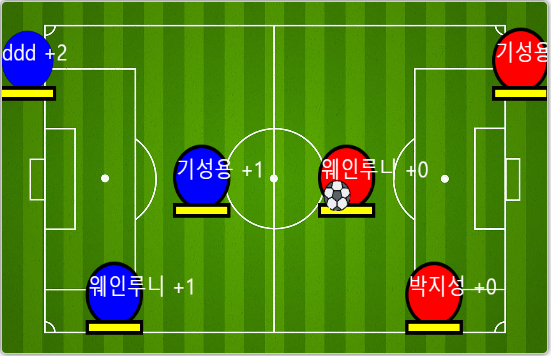 ddd +2
기성용
기성용 +1
웨인루니 +0
웨인루니 +1
박지성 +0